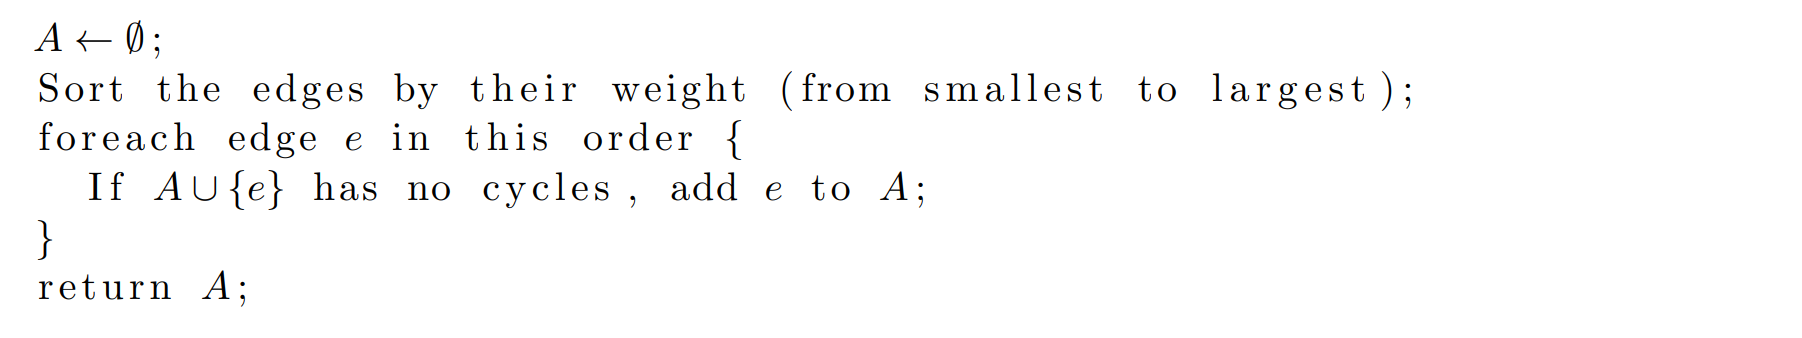 A ← ∅;
Sort the edges by their weight (from smallest to largest);
foreach edge e in this order {
If A ∪ {e} has no cycles, add e to A;
}
return A;